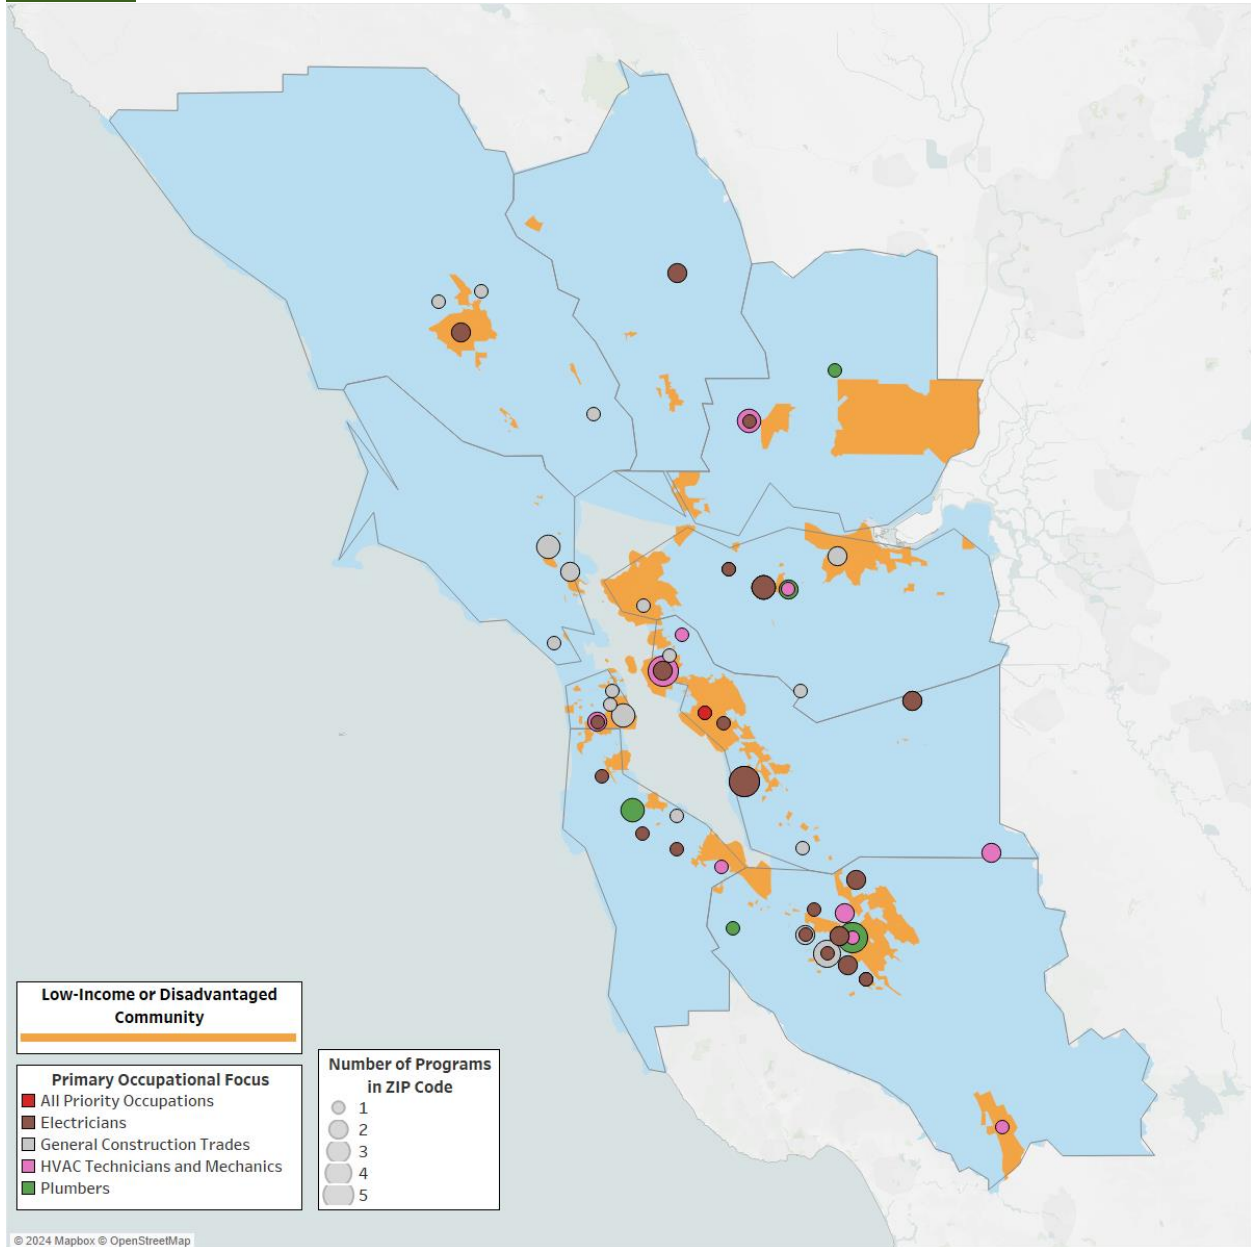 Low-Income or Disadvantaged
Community
Primary Occupational Focus
All Priority Occupations
Electricians
General Construction Trades
HVAC Technicians and Mechanics
Plumbers
Number of Programs
in ZIP Code
1
2
3
4
5
© 2024 Mapbox © OpenStreetMap